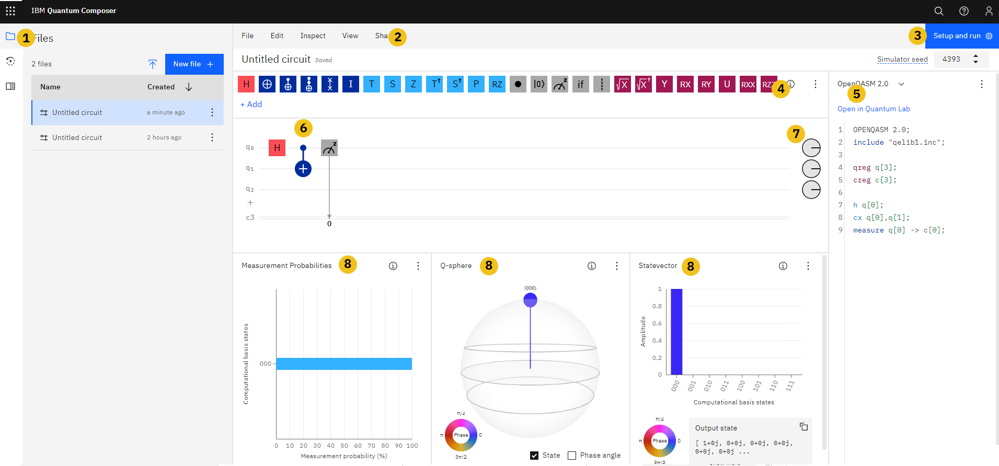 IBM Quantum Composer
1
Files
2 files
New file +
Name
Created
Untitled circuit
a minute ago
Untitled circuit
2 hours ago
File
Edit
Inspect
View
2
3
Setup and run
Untitled circuit
Saved
Simulator seed
4393
H
I
T
S
Z
T†
S†
P
RZ
|0⟩
z
if
√X
√X†
Y
RX
RY
U
RXX
RZZ
4
+ Add
OpenQASM 2.0
5
Open in Quantum Lab
1 OPENQASM 2.0;
2 include "qelib1.inc";
3
4 qreg q[3];
5 creg c[3];
6
7 h q[0];
8 cx q[0],q[1];
9 measure q[0] -> c[0];
6
7
q0
H
z
q1
+
q2
+
c3
0
Measurement Probabilities
8
Computational basis states
000
0 10 20 30 40 50 60 70 80 90 100
Measurement probability (%)
Q-sphere
8
|000⟩
π/2
π
Phase
0
3π/2
State
Phase angle
Statevector
8
Amplitude
1
0.8
0.6
0.4
0.2
0
000 001 010 011 100 101 110 111
Computational basis states
π/2
π
Phase
0
3π/2
Output state
[ 1+0j, 0+0j, 0+0j, 0+0j,
0+0j, 0+0j ...